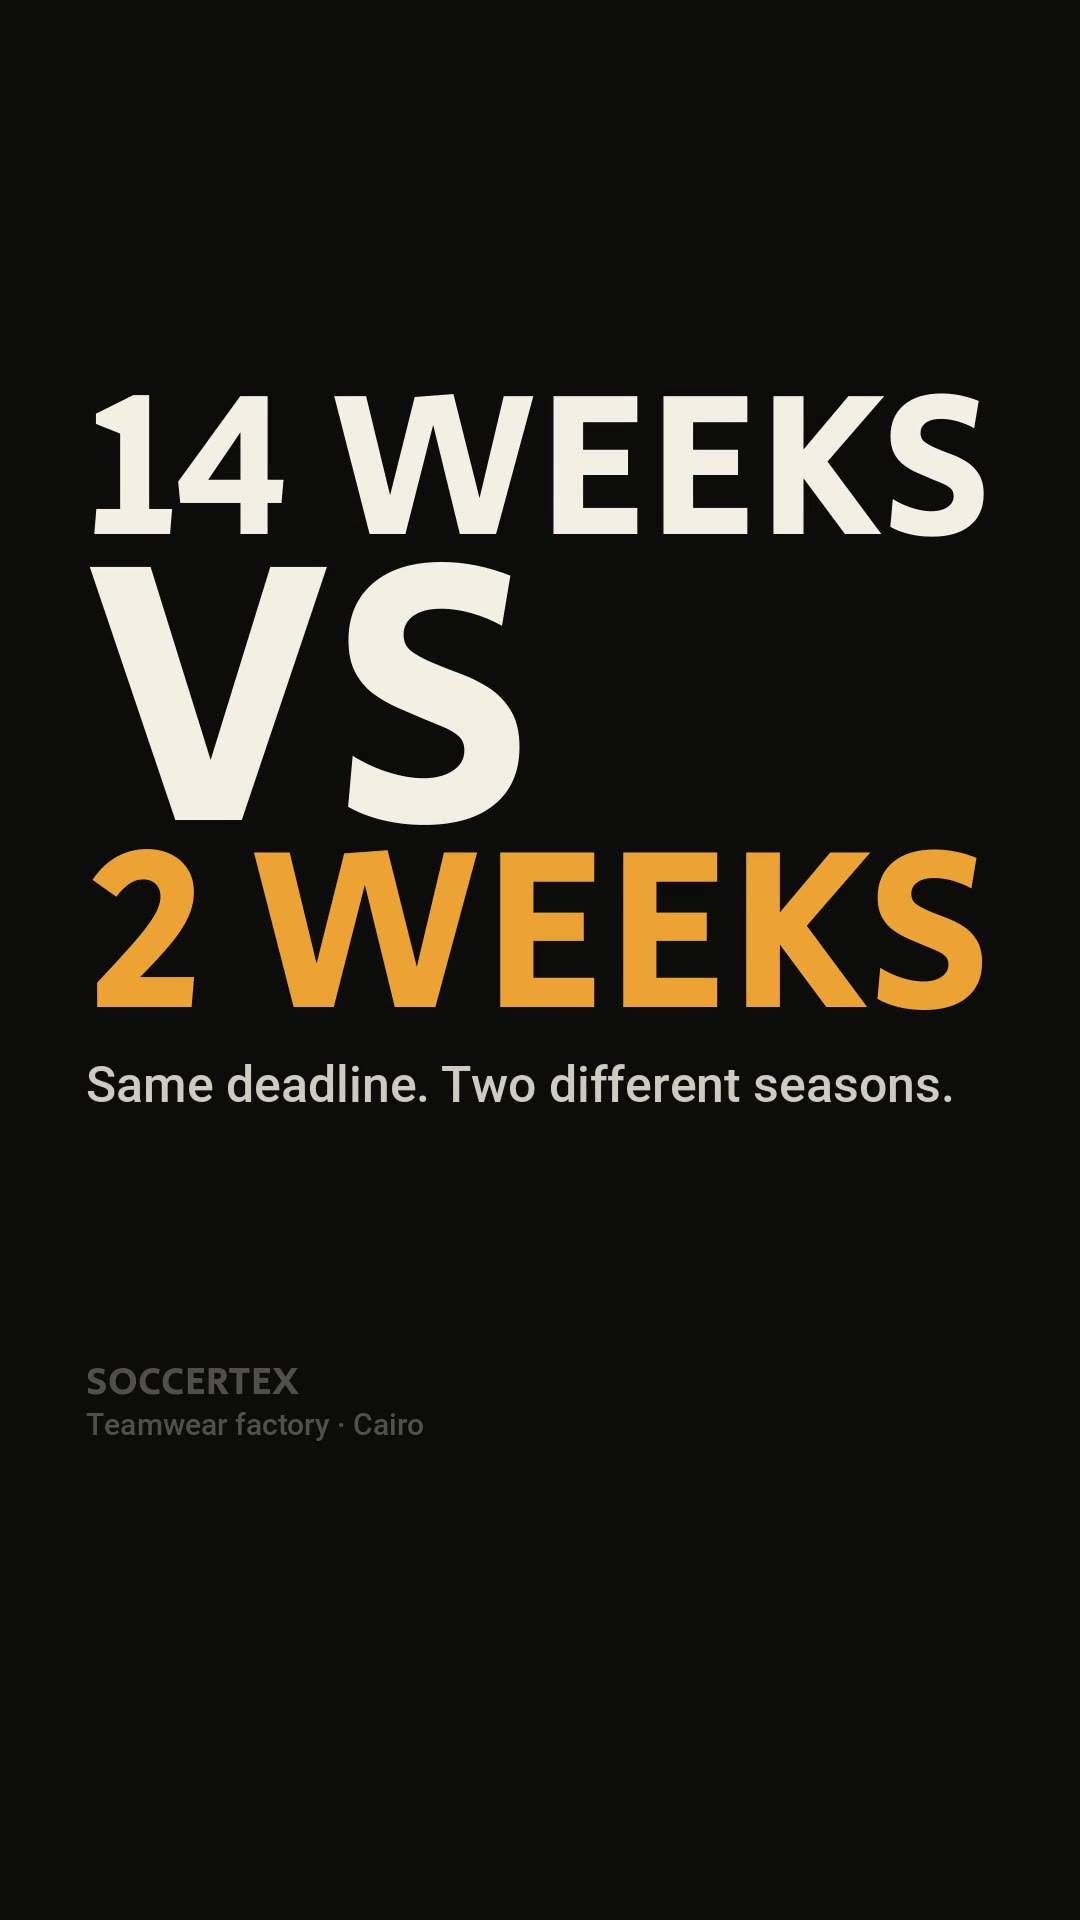 14 WEEKS
VS
2 WEEKS
Same deadline. Two different seasons.
SOCCERTEX
Teamwear factory · Cairo